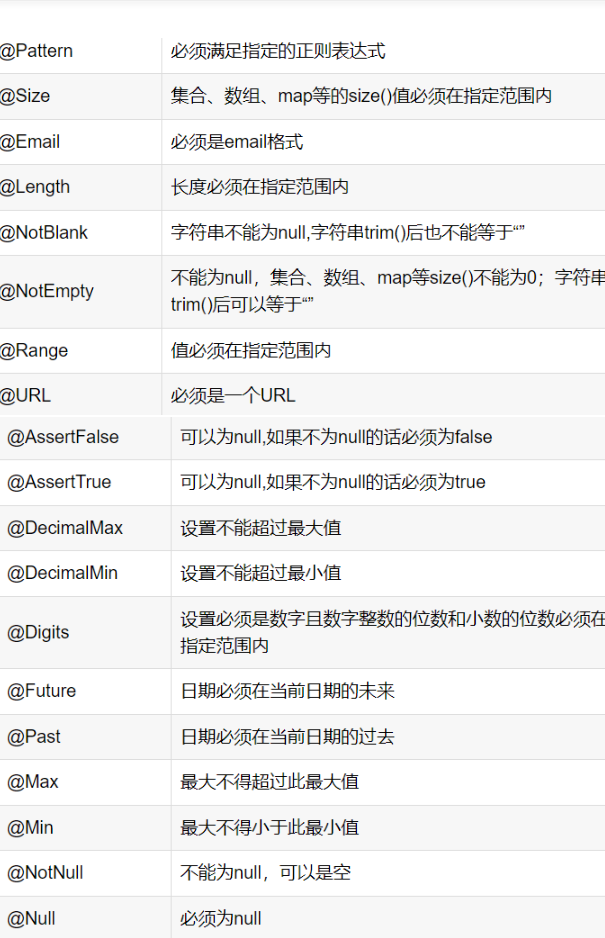 @Pattern 必须满足指定的正则表达式
@Size 集合、数组、map等的size()值必须在指定范围内
@Email 必须是email格式
@Length 长度必须在指定范围内
@NotBlank 字符串不能为null,字符串trim()后也不能等于“”
@NotEmpty 不能为null，集合、数组、map等size()不能为0；字符串
trim()后可以等于“”
@Range 值必须在指定范围内
@URL 必须是一个URL
@AssertFalse 可以为null,如果不为null的话必须为false
@AssertTrue 可以为null,如果不为null的话必须为true
@DecimalMax 设置不能超过最大值
@DecimalMin 设置不能超过最小值
@Digits 设置必须是数字且数字整数的位数和小数的位数必须在
指定范围内
@Future 日期必须在当前日期的未来
@Past 日期必须在当前日期的过去
@Max 最大不得超过此最大值
@Min 最大不得小于此最小值
@NotNull 不能为null，可以是空
@Null 必须为null